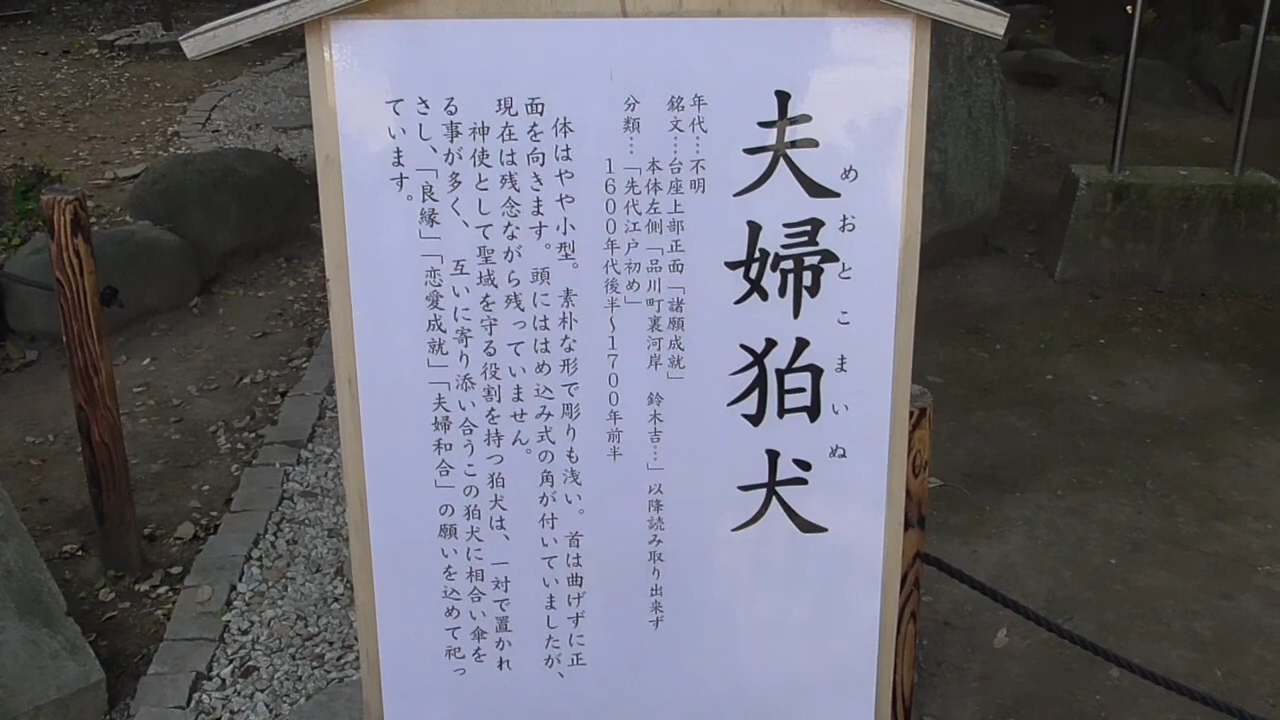 夫婦狛犬
めおとこまいぬ
年代…不明
銘文…台座上部正面「諸願成就」
本体左側「品川町裏河岸　鈴木吉…」以降読み取り出来ず
分類…「先代江戸初め」
１６００年代後半～１７００年前半
体はやや小型。素朴な形で彫りも浅い。首は曲げずに正
面を向きます。頭にははめ込み式の角が付いていましたが、
現在は残念ながら残っていません。
神使として聖域を守る役割を持つ狛犬は、一対で置かれ
る事が多く、互いに寄り添い合うこの狛犬に相合い傘を
さし、「良縁」「恋愛成就」「夫婦和合」の願いを込めて祀っ
ています。